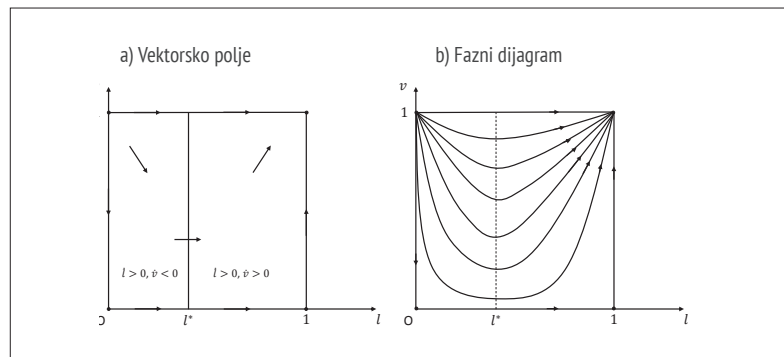 a) Vektorsko polje
b) Fazni dijagram
v
1
l̇ > 0, v̇ < 0
l̇ > 0, v̇ > 0
O
l*
1
l
O
l*
1
l